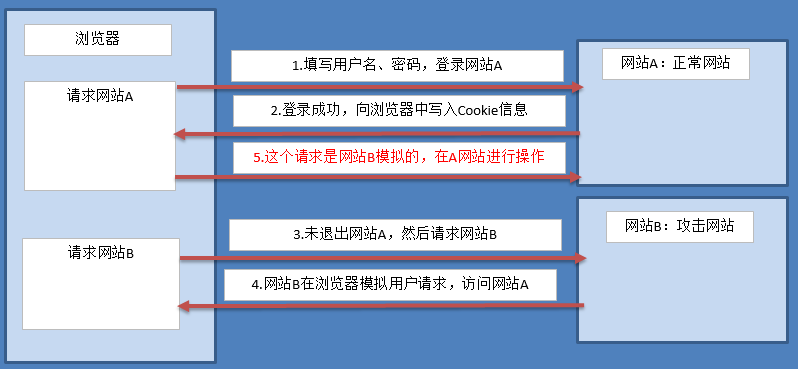 浏览器
请求网站A
1.填写用户名、密码，登录网站A
网站A：正常网站
2.登录成功，向浏览器中写入Cookie信息
5.这个请求是网站B模拟的，在A网站进行操作
请求网站B
3.未退出网站A，然后请求网站B
网站B：攻击网站
4.网站B在浏览器模拟用户请求，访问网站A